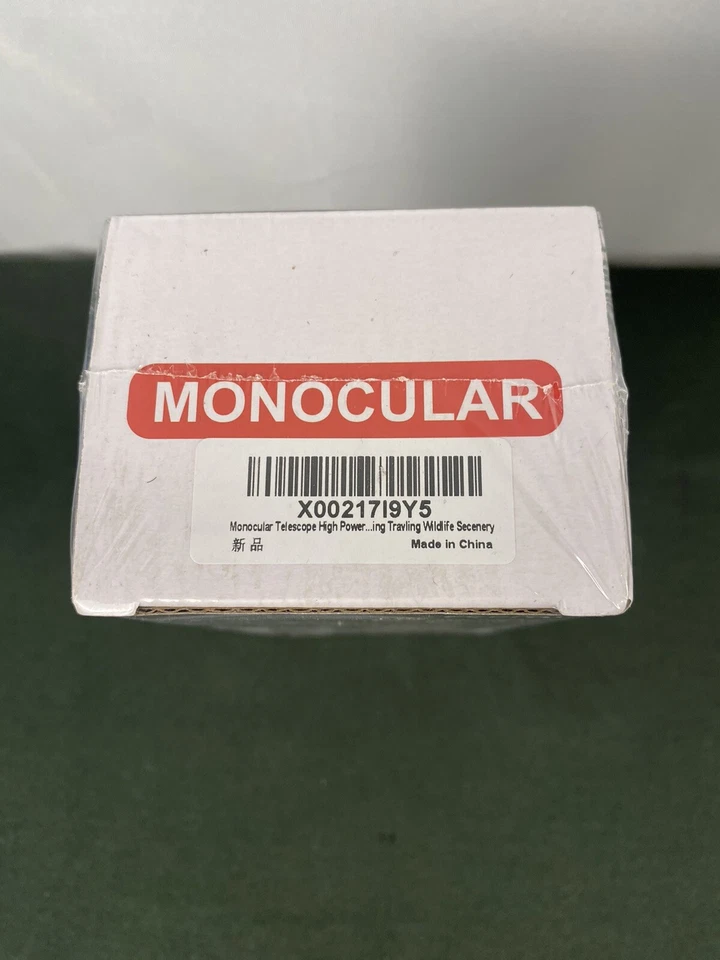 MONOCULAR
X00217I9Y5
Monocular Telescope High Power...ing Travling Wildlife Secenery
新品 Made in China